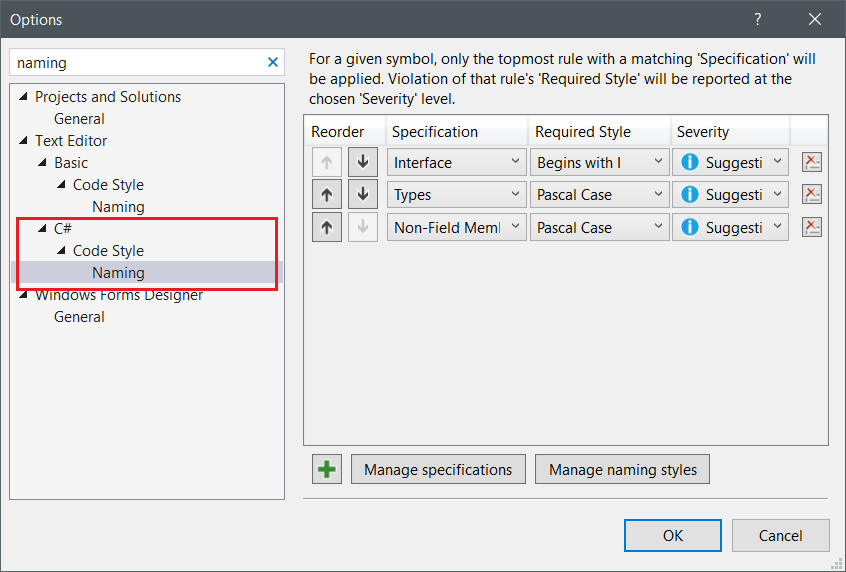 Options
?
naming
Projects and Solutions
General
Text Editor
Basic
Code Style
Naming
C#
Code Style
Naming
Windows Forms Designer
General
For a given symbol, only the topmost rule with a matching 'Specification' will
be applied. Violation of that rule's 'Required Style' will be reported at the
chosen 'Severity' level.
Reorder Specification Required Style Severity
Interface Begins with I Suggesti
Types Pascal Case Suggesti
Non-Field Meml Pascal Case Suggesti
Manage specifications Manage naming styles
OK Cancel